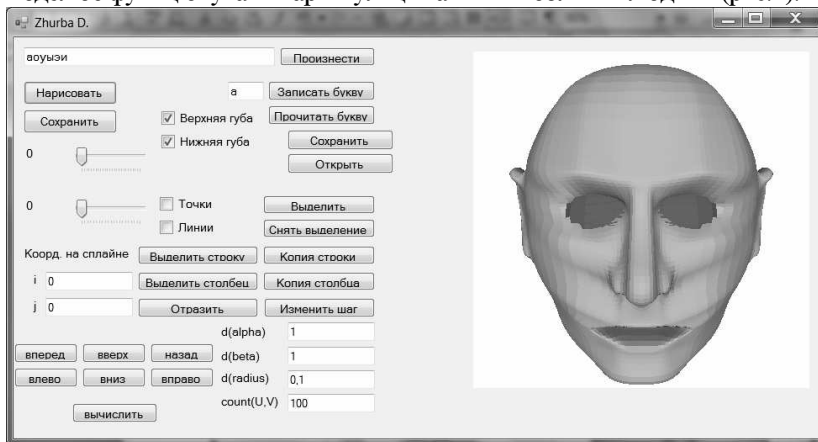 Zhurba D.
аоуыэи
Произнести
Нарисовать
а
Записать букву
Сохранить
Верхняя губа
Прочитать букву
0
Нижняя губа
Сохранить
Открыть
0
Точки
Выделить
Линии
Снять выделение
Коорд. на сплайне
Выделить строку
Копия строки
i
0
Выделить столбец
Копия столбца
j
0
Отразить
Изменить шаг
d(alpha)
1
вперед
вверх
назад
d(beta)
1
влево
вниз
вправо
d(radius)
0,1
count(U,V)
100
вычислить